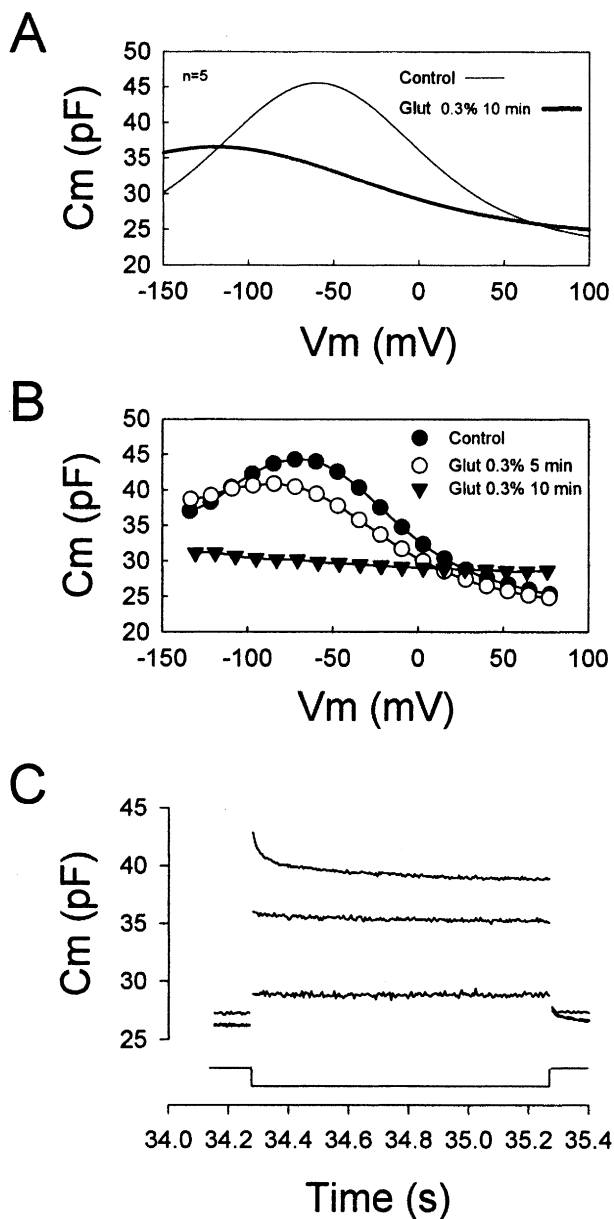 A
Cm (pF)
50
45
40
35
30
25
20
n=5
Control
Glut 0.3% 10 min
-150 -100 -50 0 50 100
Vm (mV)
B
Cm (pF)
50
45
40
35
30
25
20
Control
Glut 0.3% 5 min
Glut 0.3% 10 min
-150 -100 -50 0 50 100
Vm (mV)
C
Cm (pF)
45
40
35
30
25
34.0 34.2 34.4 34.6 34.8 35.0 35.2 35.4
Time (s)